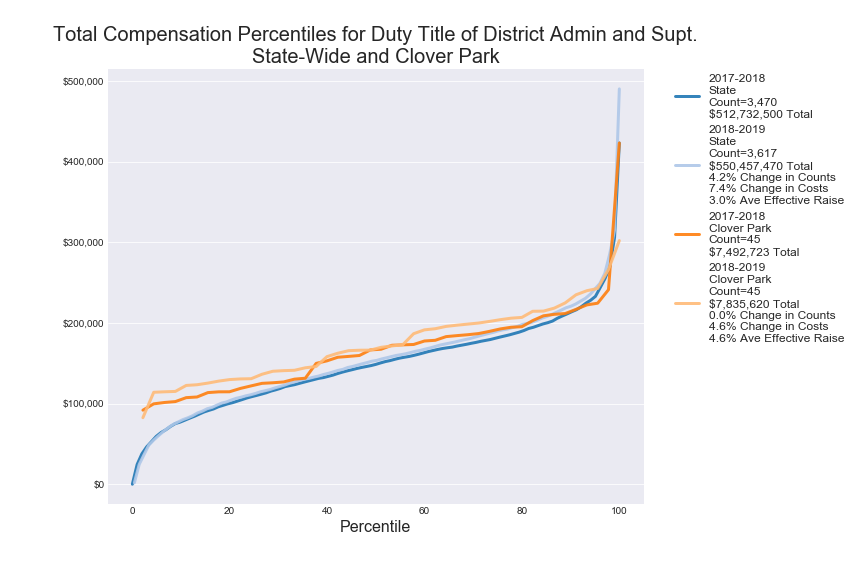 Total Compensation Percentiles for Duty Title of District Admin and Supt.
State-Wide and Clover Park
$500,000
$400,000
$300,000
$200,000
$100,000
$0
0
20
40
60
80
100
Percentile
2017-2018
State
Count=3,470
$512,732,500 Total
2018-2019
State
Count=3,617
$550,457,470 Total
4.2% Change in Counts
7.4% Change in Costs
3.0% Ave Effective Raise
2017-2018
Clover Park
Count=45
$7,492,723 Total
2018-2019
Clover Park
Count=45
$7,835,620 Total
0.0% Change in Counts
4.6% Change in Costs
4.6% Ave Effective Raise